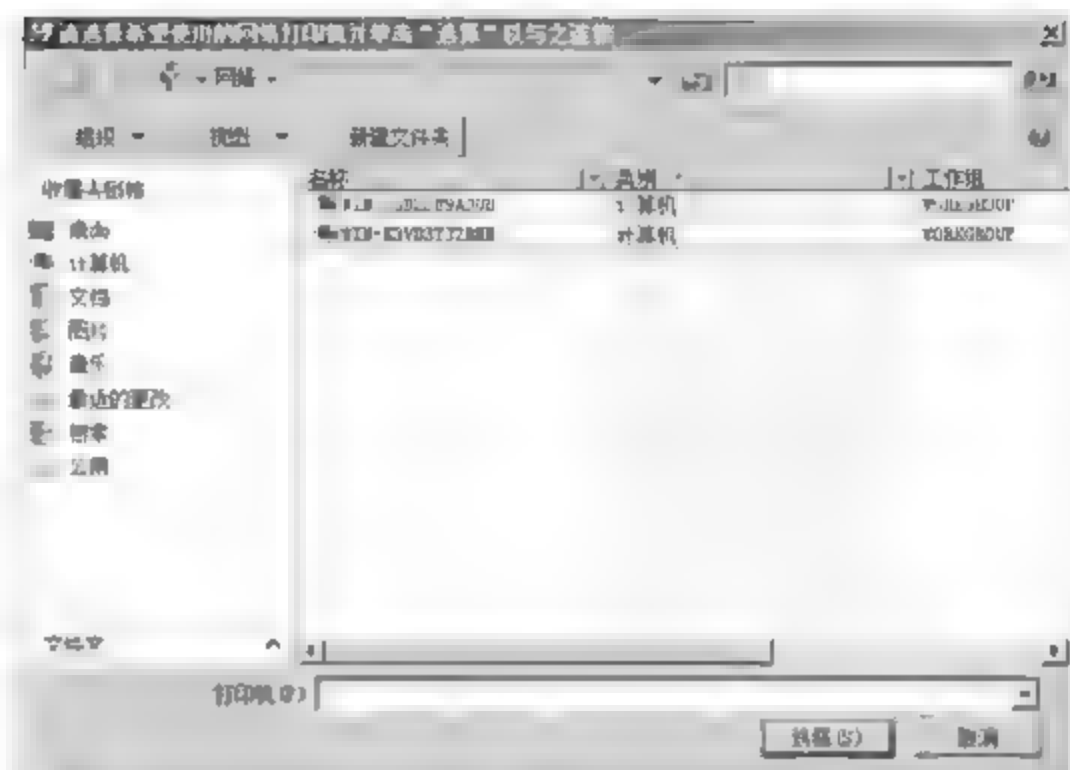 请选择希望使用的网络打印机并单击“选择”以与之连接
网络
组织 视图 新建文件夹
名称 类别 工作组
收藏夹链接
计算机 WORKGROUP
计算机 WORKGROUP
桌面
计算机
文档
图片
音乐
最近的更改
搜索
公用
文件夹
打印机(P)
选择(S) 取消